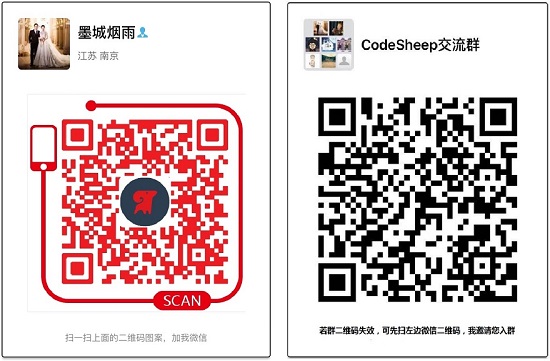 墨城烟雨
江苏 南京
SCAN
扫一扫上面的二维码图案，加我微信
CodeSheep交流群
若群二维码失效，可先扫左边微信二维码，我邀请您入群